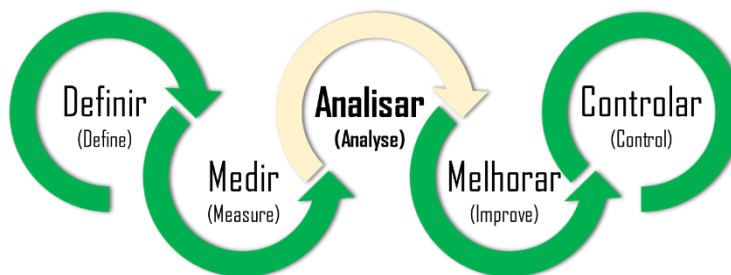 Definir
(Define)
Medir
(Measure)
Analisar
(Analyse)
Melhorar
(Improve)
Controlar
(Control)